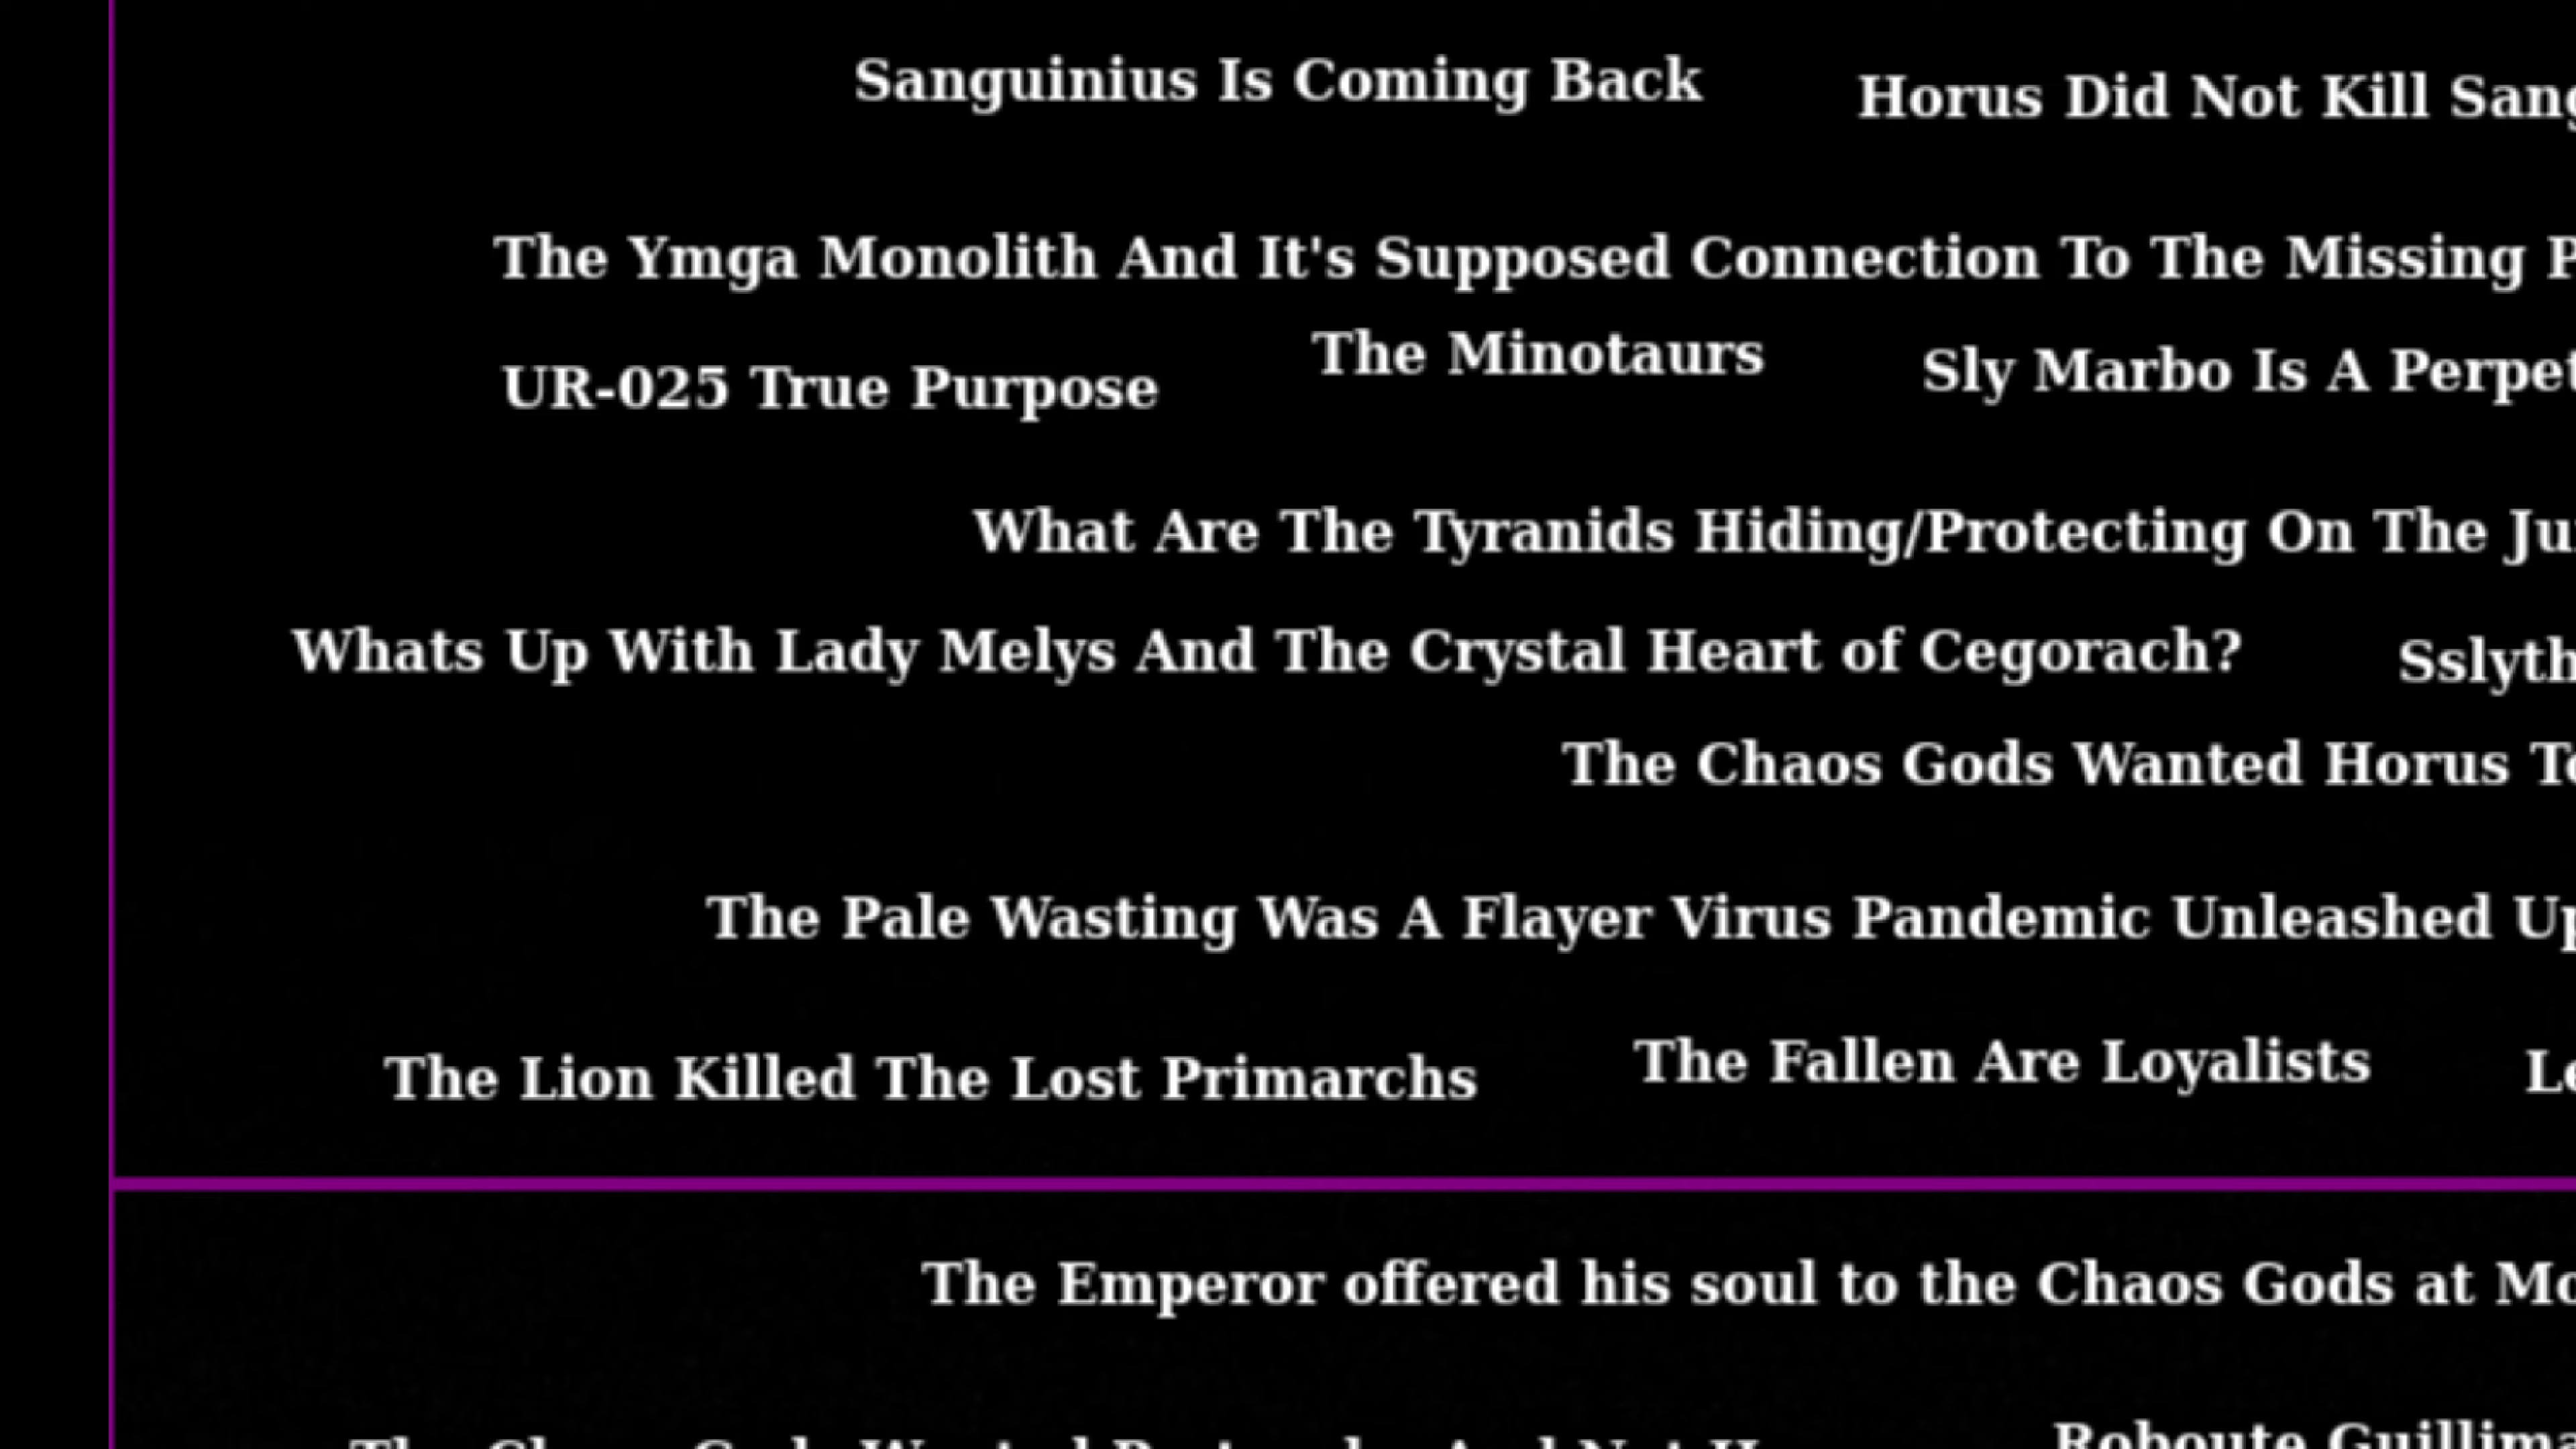 Sanguinius Is Coming Back
Horus Did Not Kill
The Ymga Monolith And It's Supposed Connection To The Missing
The Minotaurs
UR-025 True Purpose
Sly Marbo Is A
What Are The Tyranids Hiding/Protecting On The
Whats Up With Lady Melys And The Crystal Heart of Cegorach?
The Chaos Gods Wanted Horus
The Pale Wasting Was A Flayer Virus Pandemic Unleashed
The Fallen Are Loyalists
The Lion Killed The Lost Primarchs
The Emperor offered his soul to the Chaos Gods at
Roboute